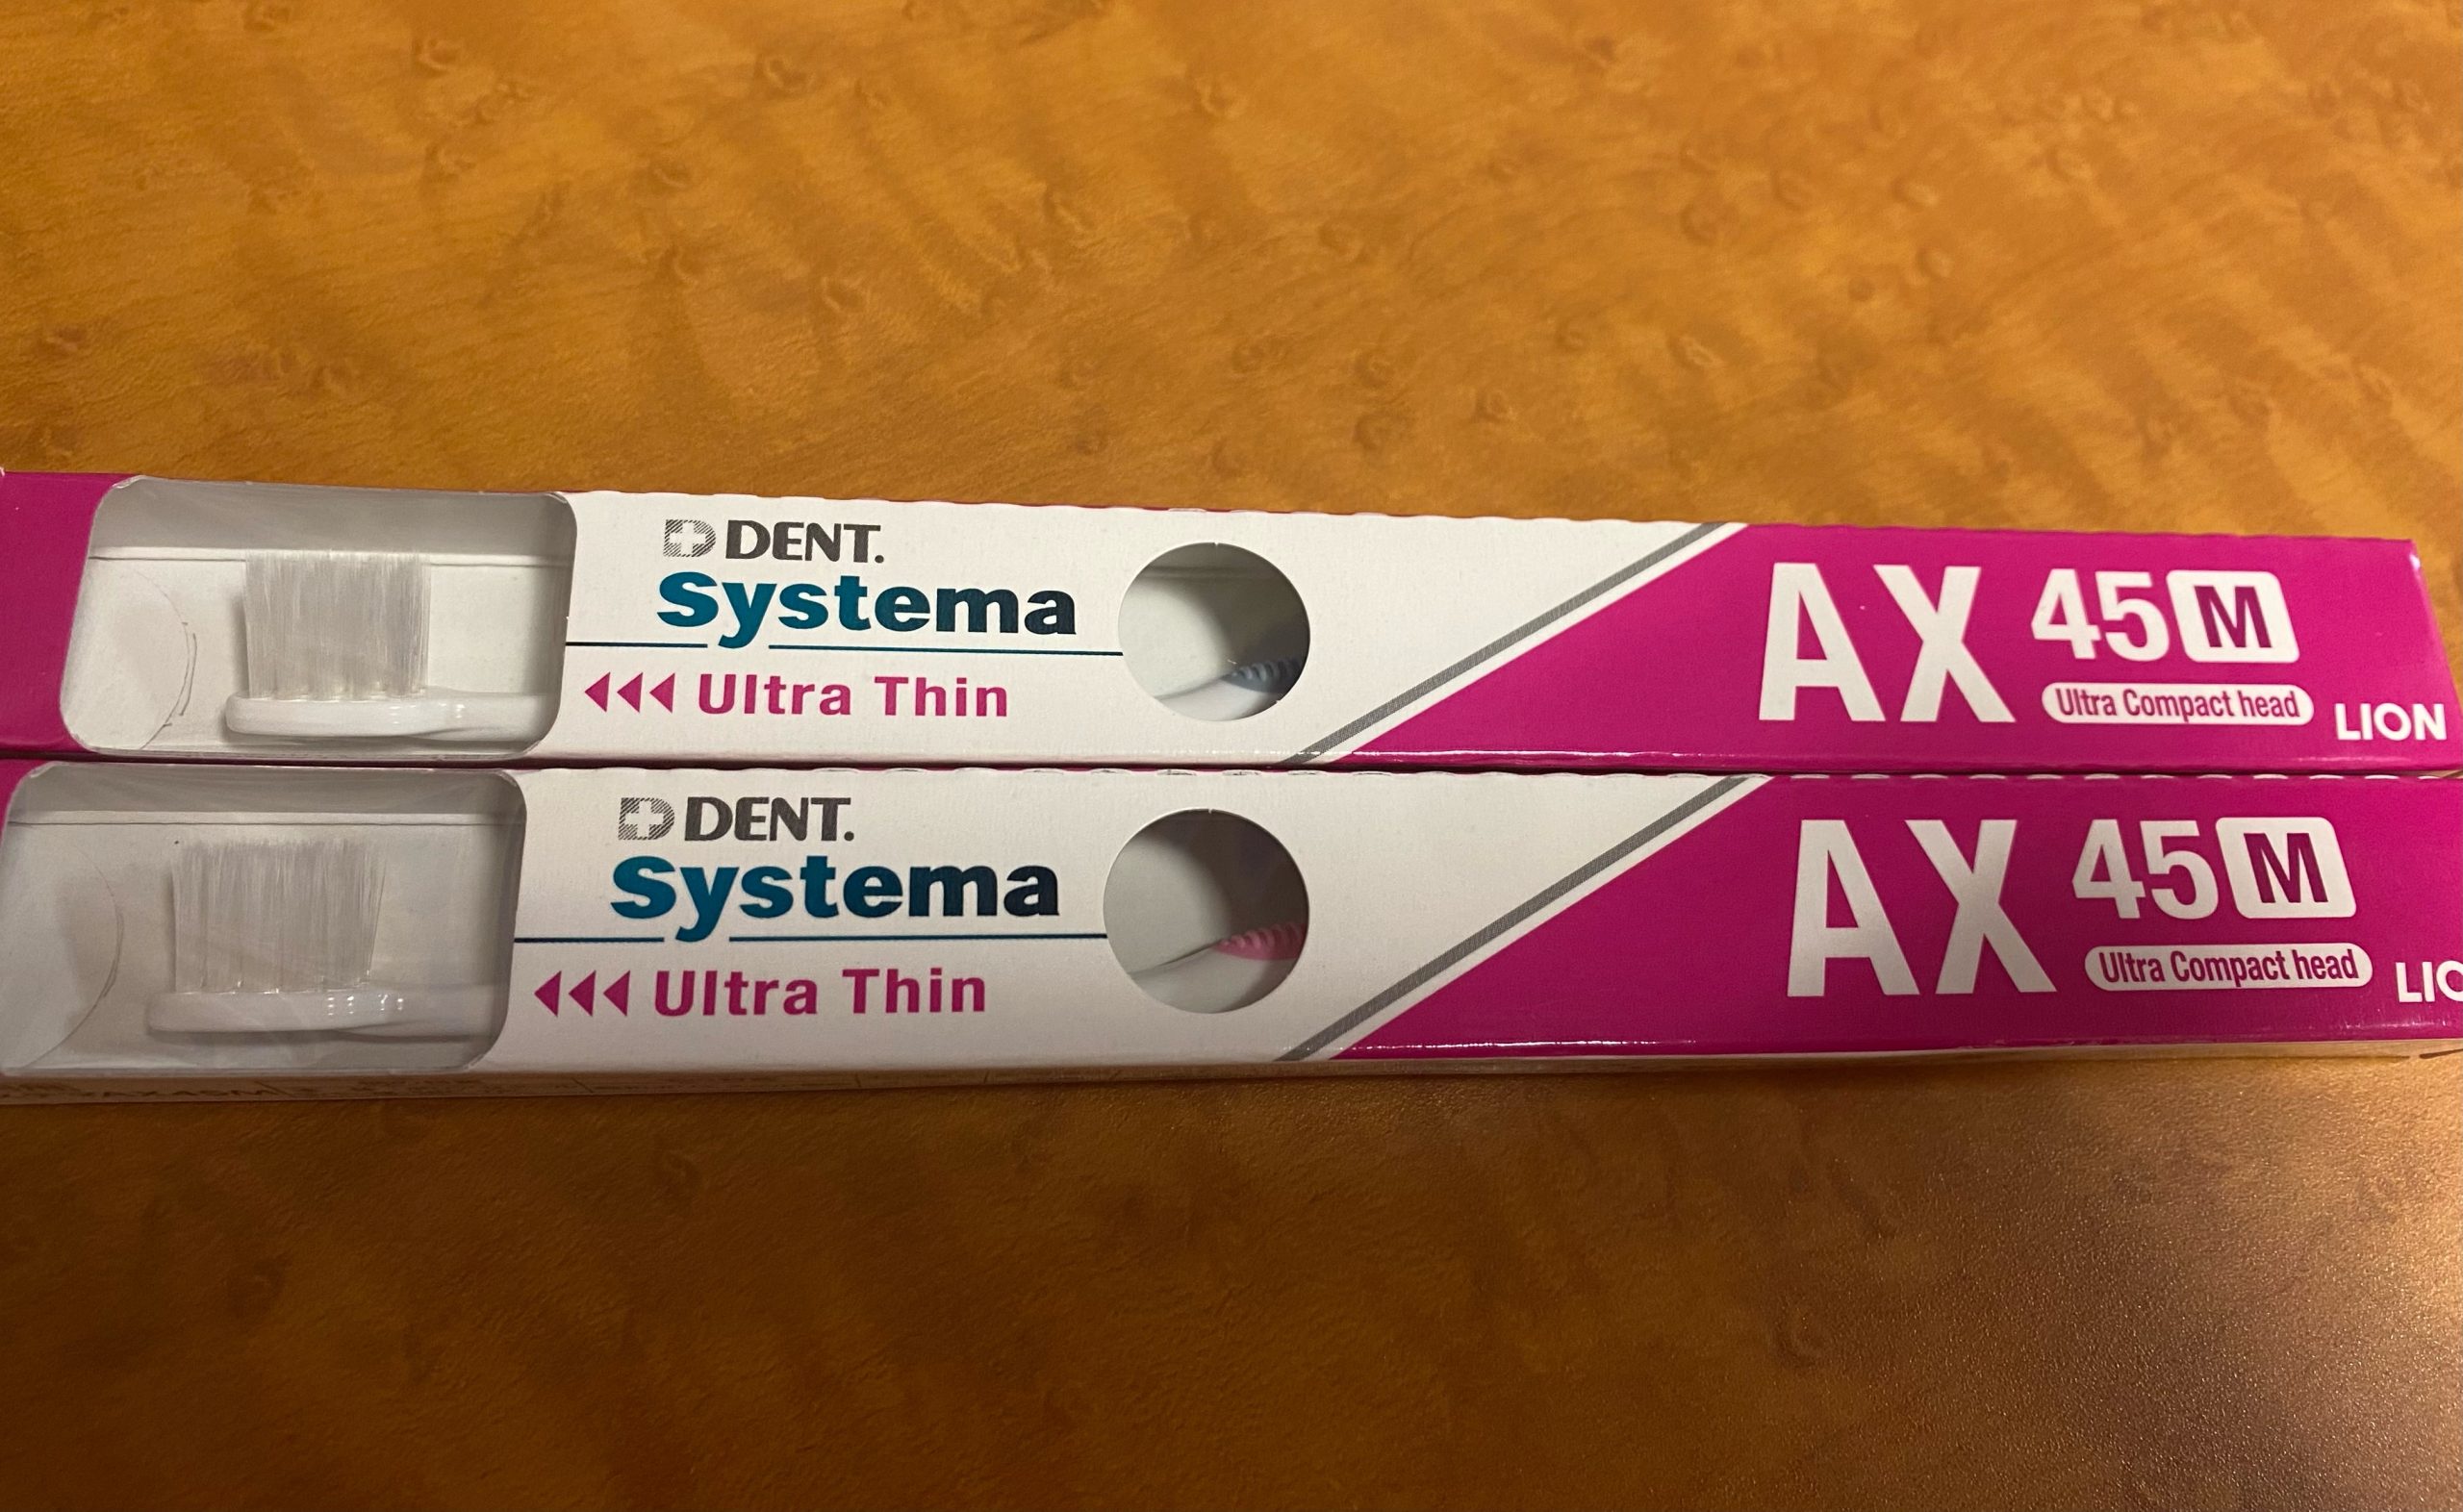 DENT.
Systema
Ultra Thin
AX 45 M
Ultra Compact head
LION
DENT.
Systema
Ultra Thin
AX 45 M
Ultra Compact head
LIO